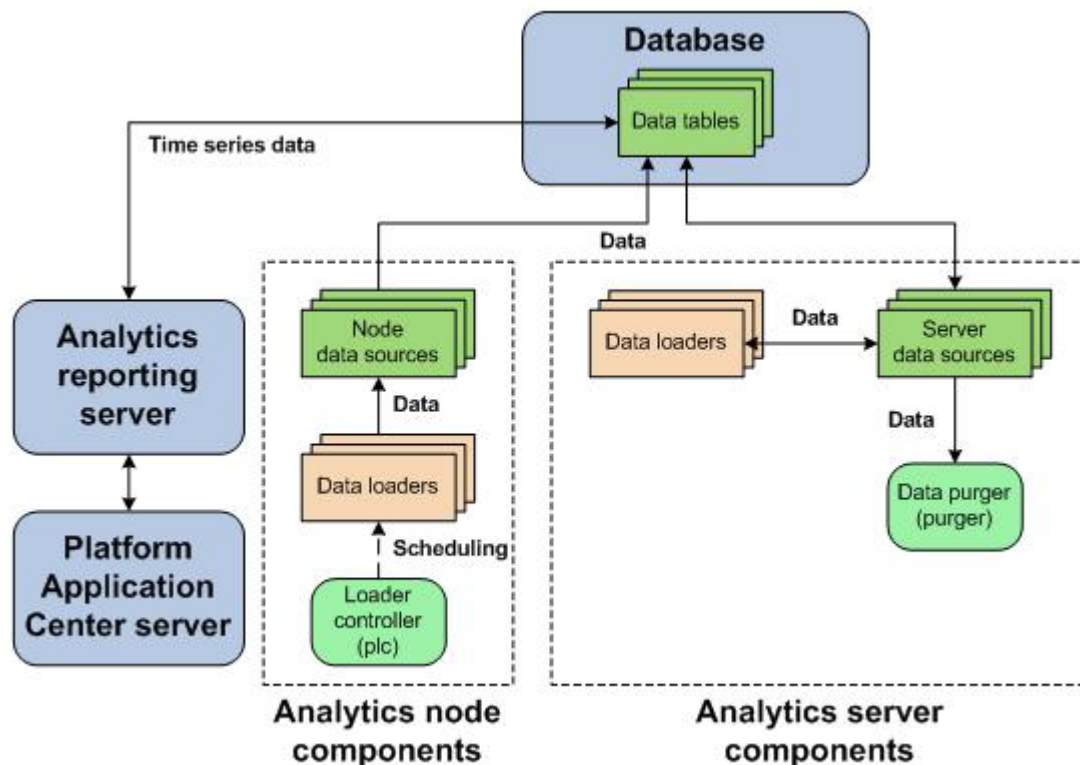 Database
Data tables
Time series data
Data
Analytics
reporting
server
Platform
Application
Center server
Node
data sources
Data
Data loaders
Scheduling
Loader
controller
(plc)
Analytics node
components
Data loaders
Data
Server
data sources
Data
Data purger
(purger)
Analytics server
components